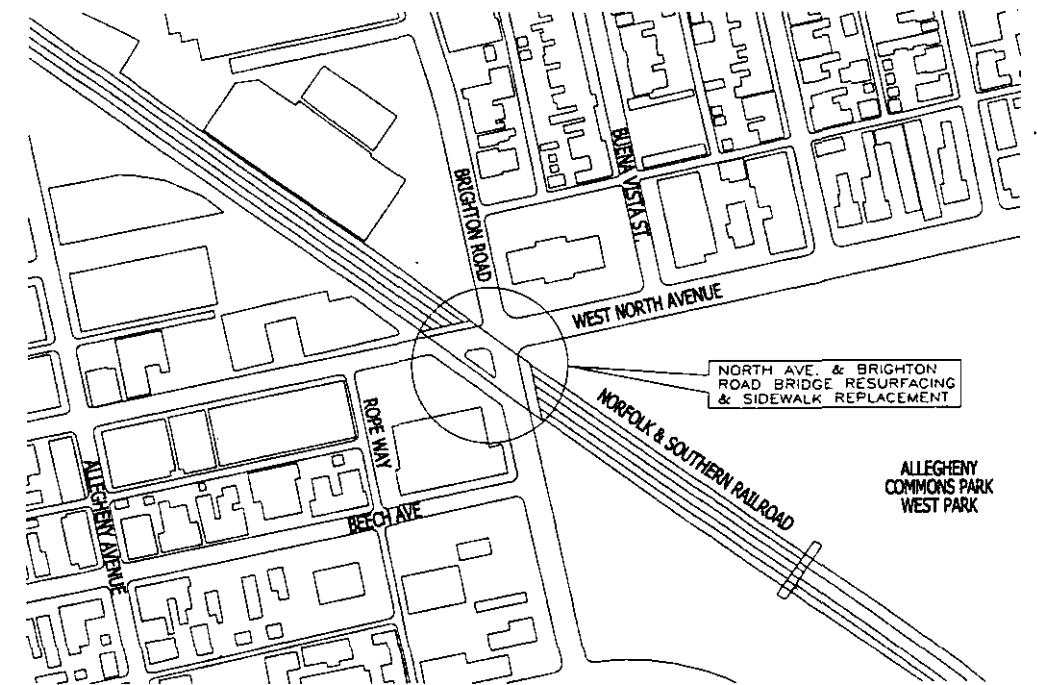 BRIGHTON ROAD
BUENA VISTA ST.
WEST NORTH AVENUE
NORTH AVE. & BRIGHTON
ROAD BRIDGE RESURFACING
& SIDEWALK REPLACEMENT
ROPE WAY
NORFOLK & SOUTHERN RAILROAD
ALLEGHENY
COMMONS PARK
WEST PARK
ALLEGHENY AVENUE
BEECH AVE